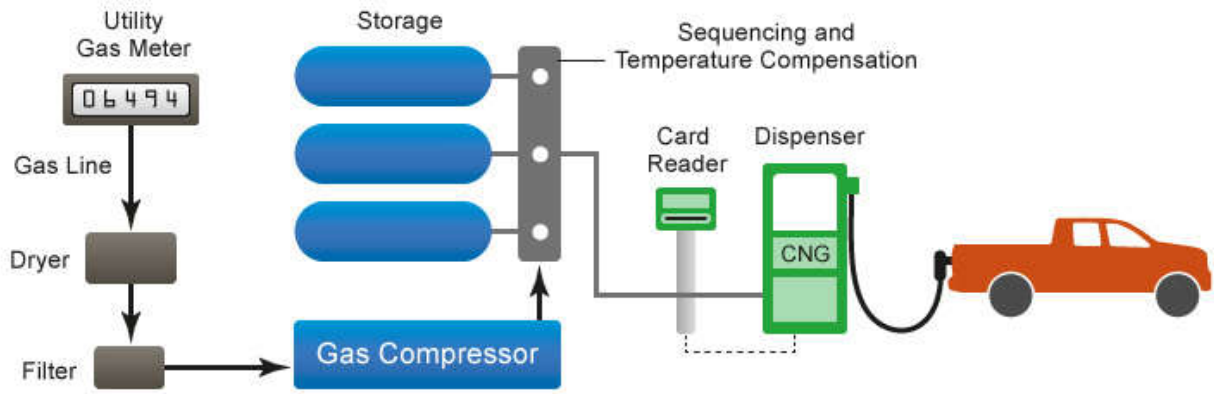 Utility
Gas Meter
06494
Gas Line
Dryer
Filter
Storage
Gas Compressor
Sequencing and
Temperature Compensation
Card
Reader
Dispenser
CNG